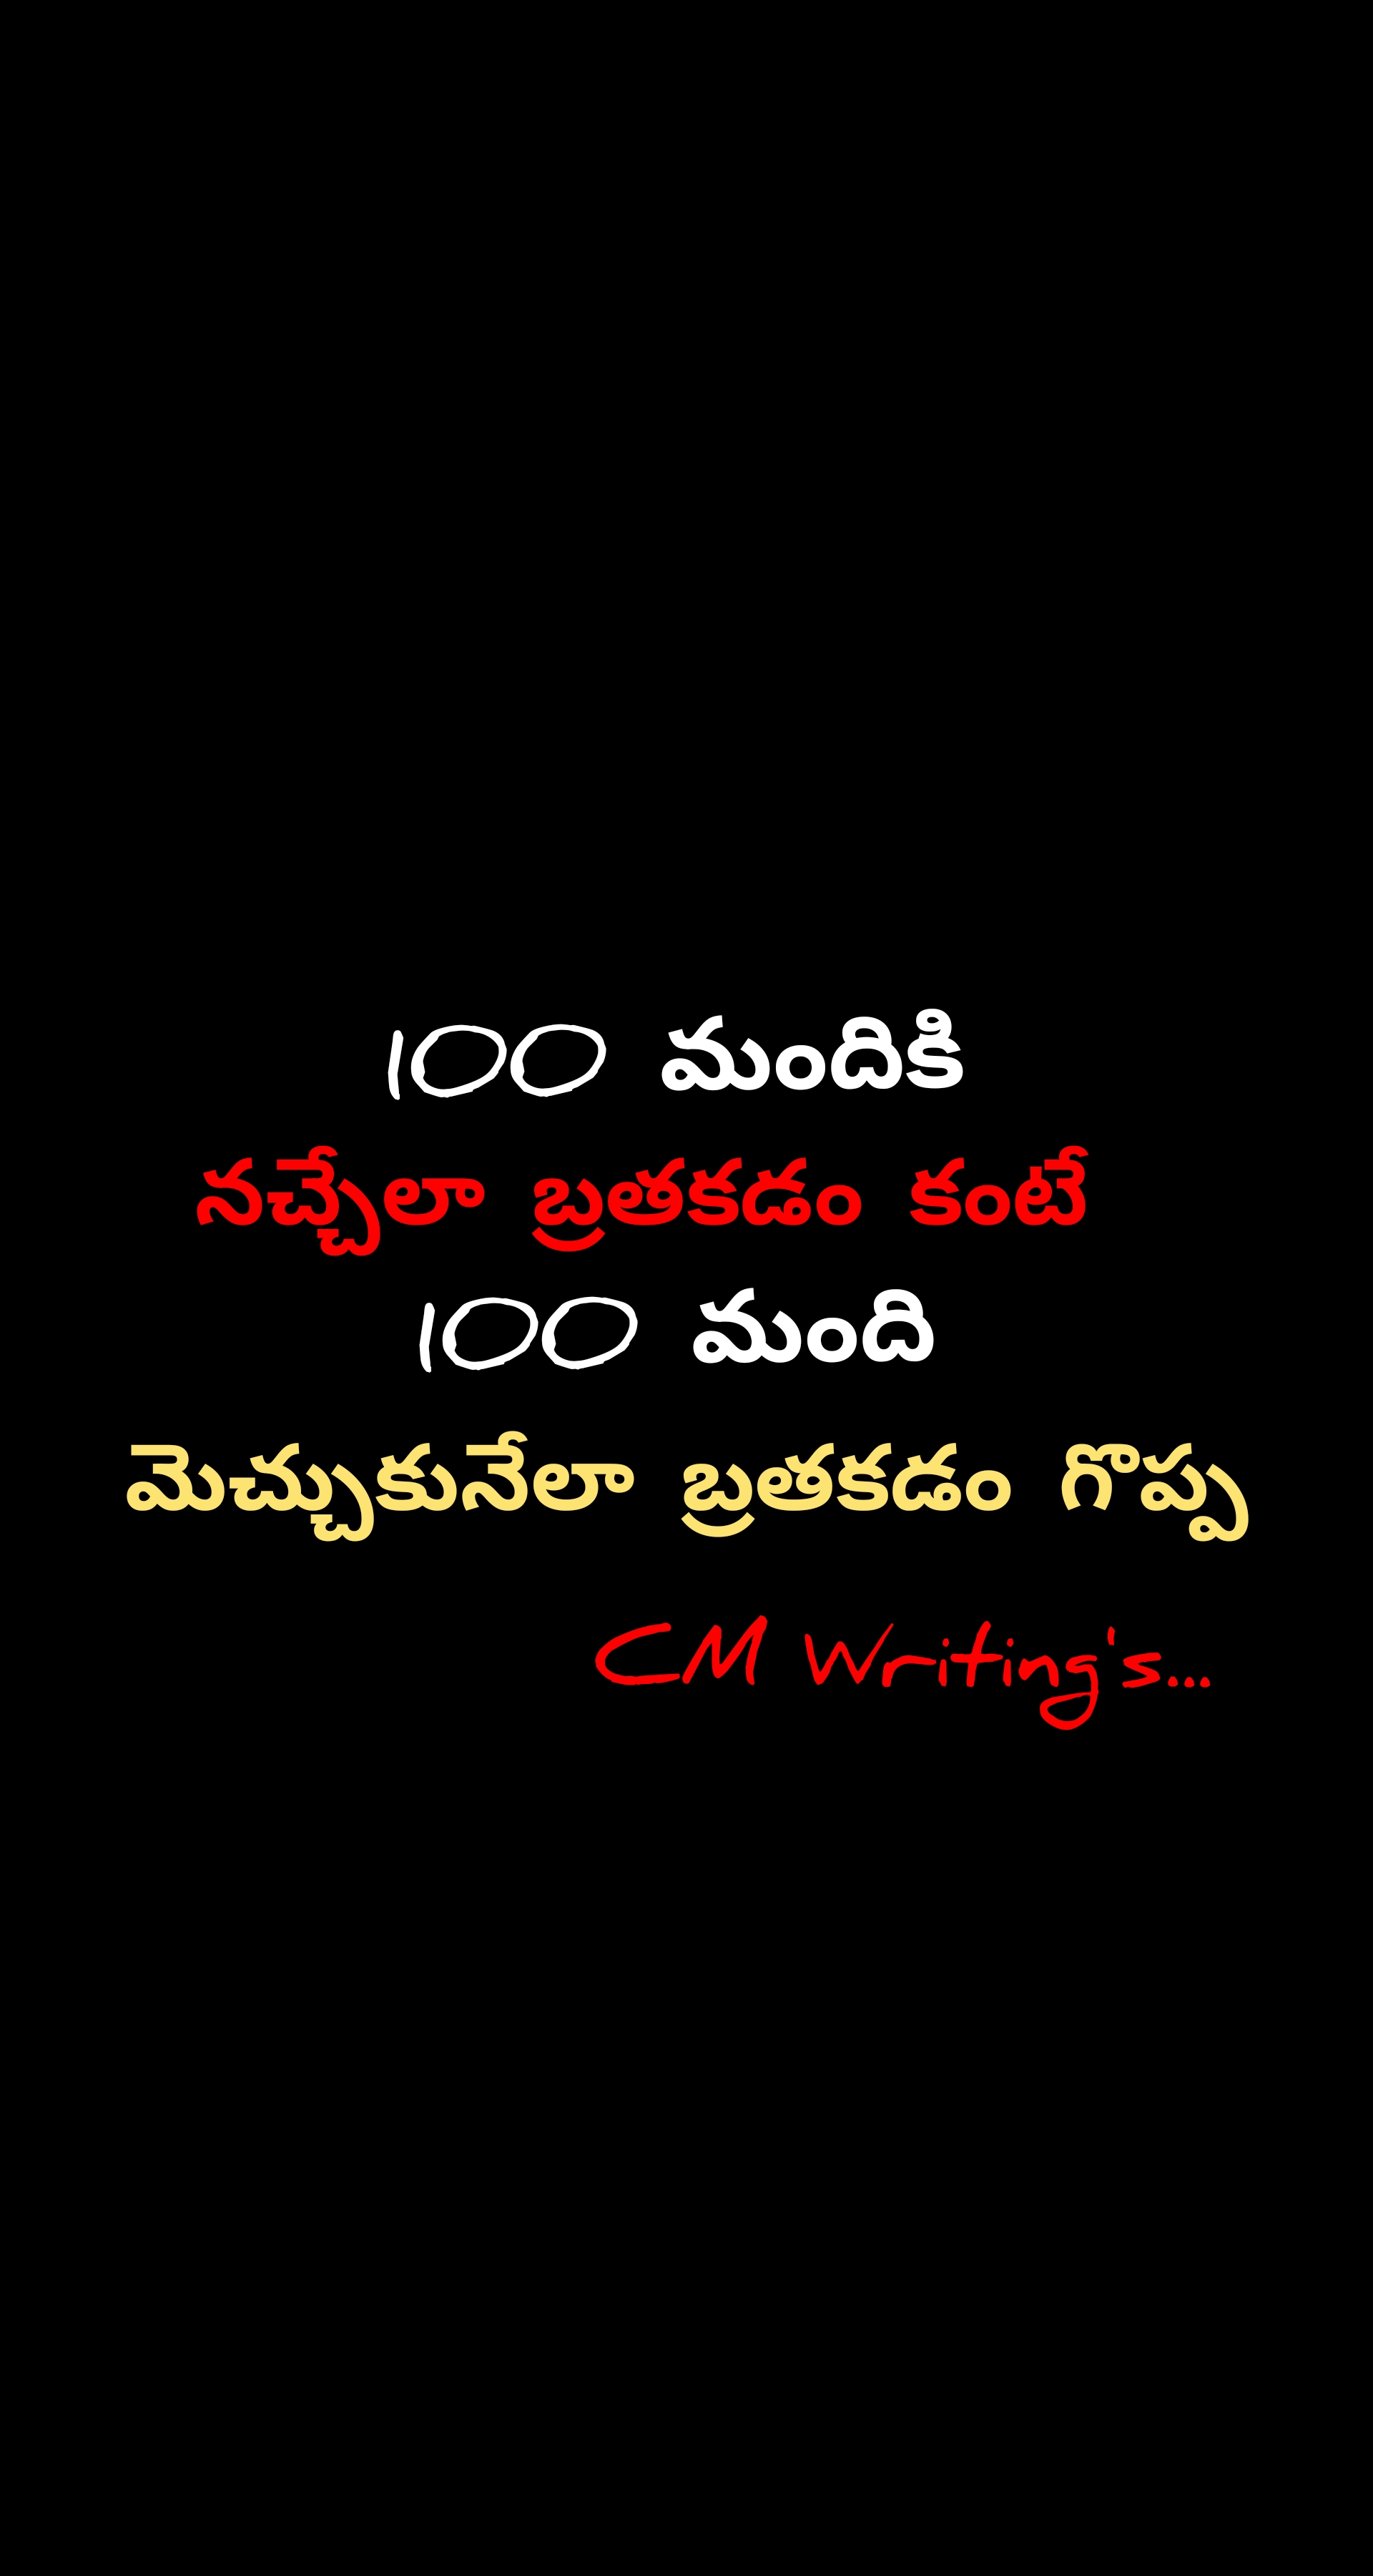 100 మందికి
నచ్చేలా బ్రతకడం కంటే
100 మంది
మెచ్చుకునేలా బ్రతకడం గొప్ప
CM Writing's...